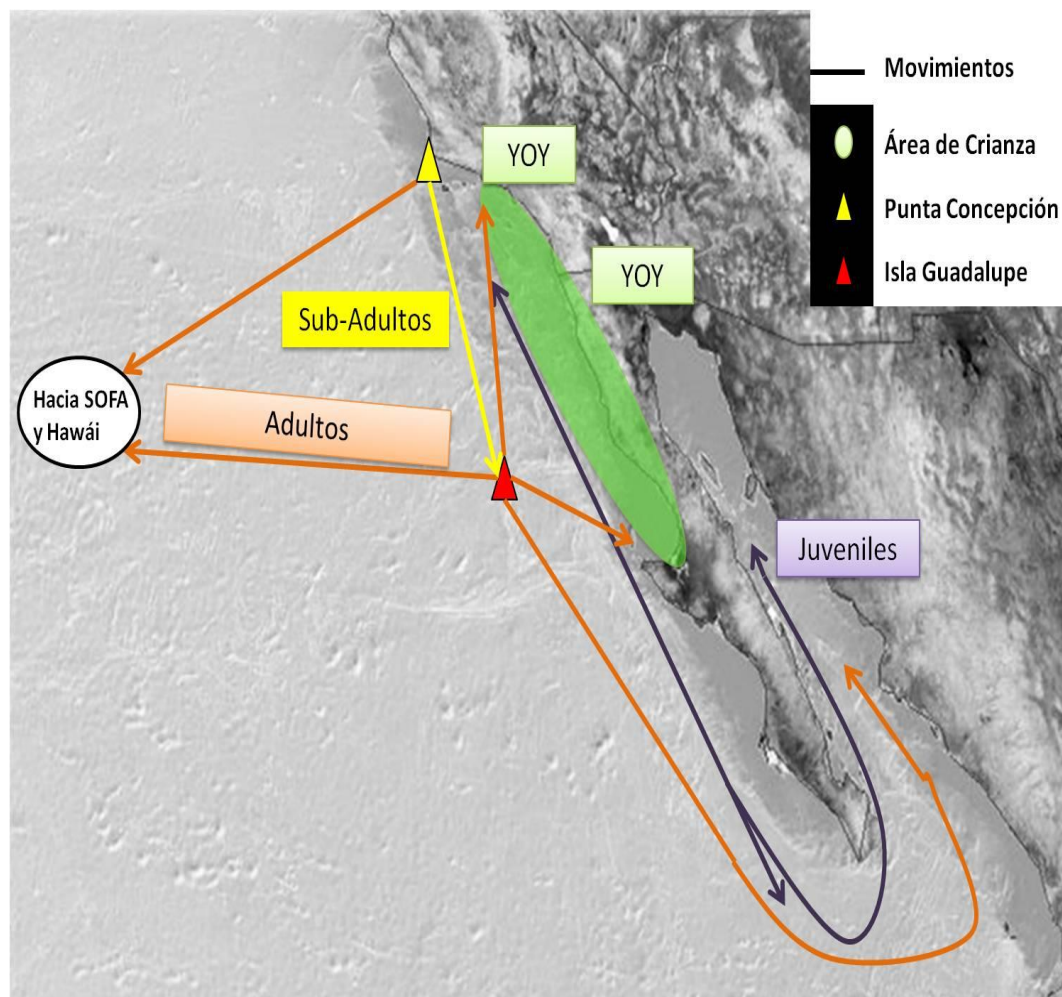 Movimientos
Área de Crianza
Punta Concepción
Isla Guadalupe
YOY
YOY
Sub-Adultos
Hacia SOFA
y Hawái
Adultos
Juveniles